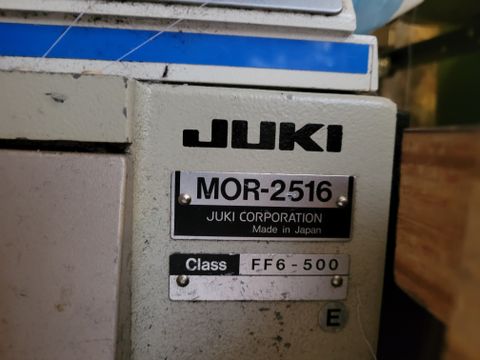 JUKI
MOR-2516
JUKI CORPORATION
Made in Japan
Class FF6-500
E